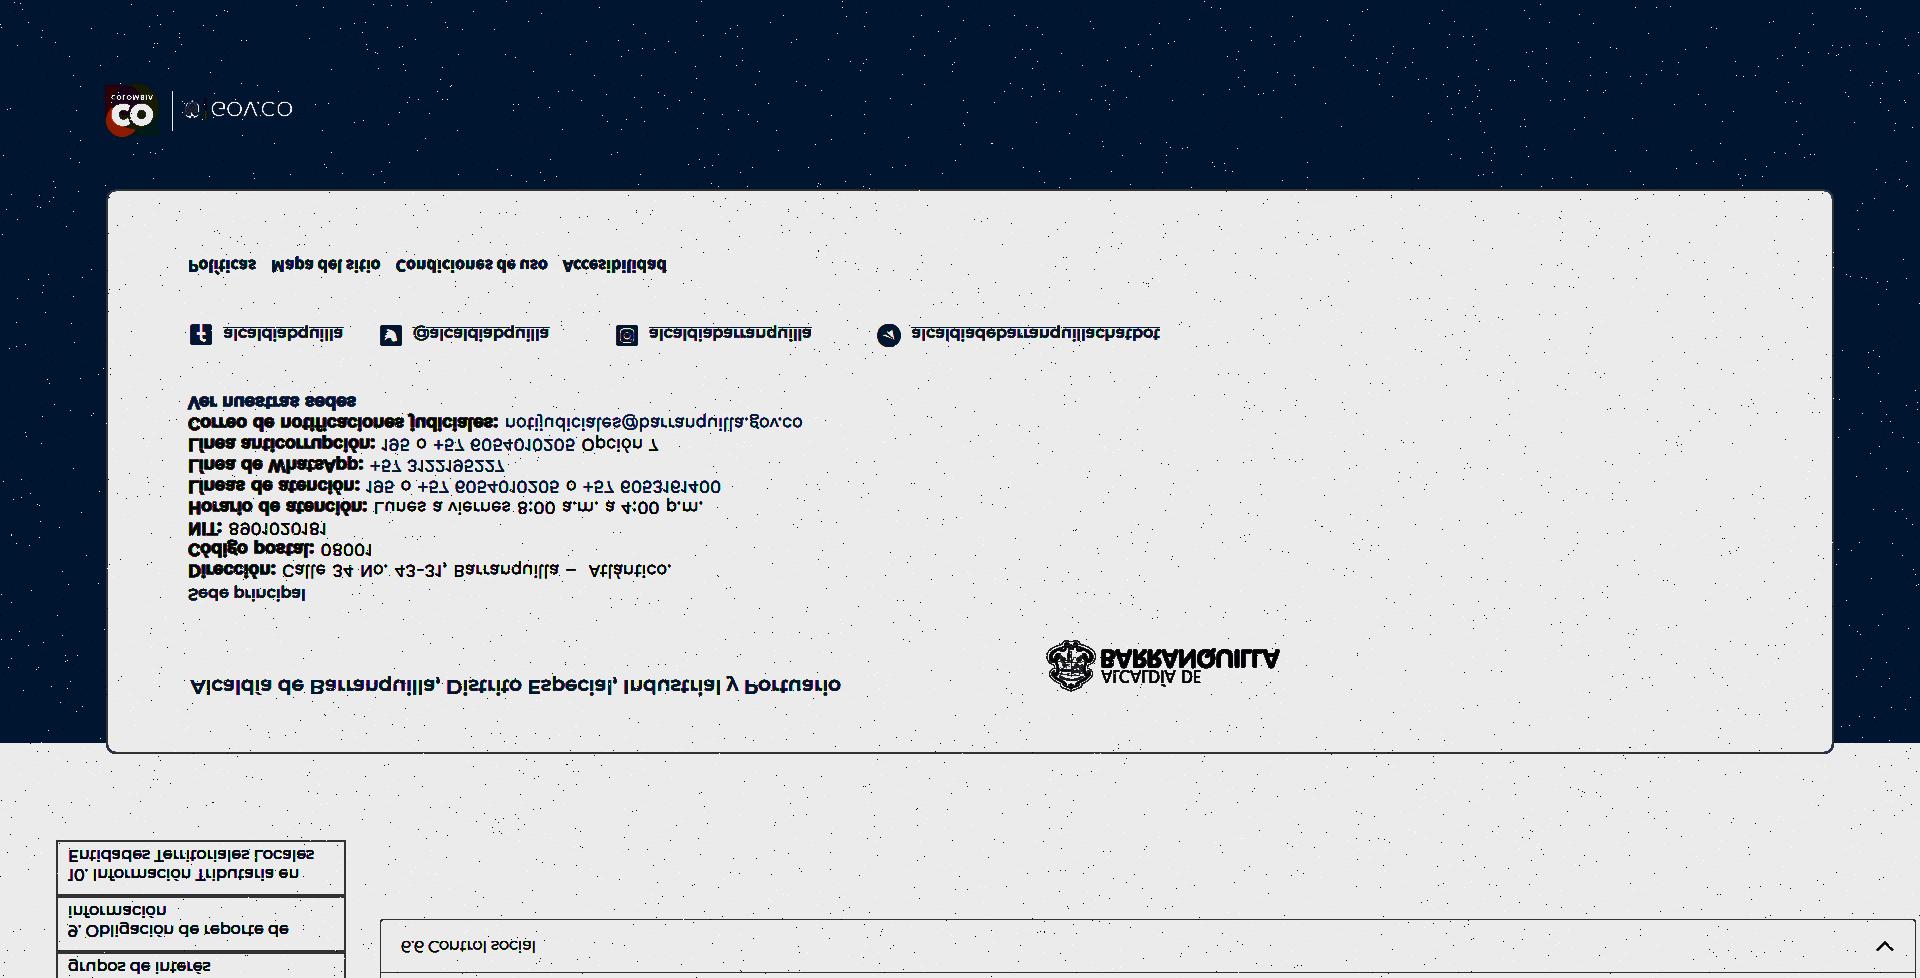 grupos de interés
9. Obligación de reporte de
información
10. Información Tributaria en
Entidades Territoriales Locales
6.6 Control social
Alcaldía de Barranquilla, Distrito Especial, Industrial y Portuario
ALCALDÍA DE
BARRANQUILLA
Sede principal
Dirección: Calle 34 No. 43-31, Barranquilla – Atlántico.
Código postal: 08001
NIT: 8901020181
Horario de atención: Lunes a viernes 8:00 a.m. a 4:00 p.m.
Líneas de atención: 195 o +57 6054010205 o +57 6053161400
Línea de WhatsApp: +57 3122195227
Línea anticorrupción: 195 o +57 6054010205 Opción 7
Correo de notificaciones judiciales: notijudiciales@barranquilla.gov.co
Ver nuestras sedes
alcaldiabquilla @alcaldiabquilla alcaldiabarranquilla alcaldiadebarranquillachatbot
Políticas Mapa del sitio Condiciones de uso Accesibilidad
CO
COLOMBIA
GOV.CO